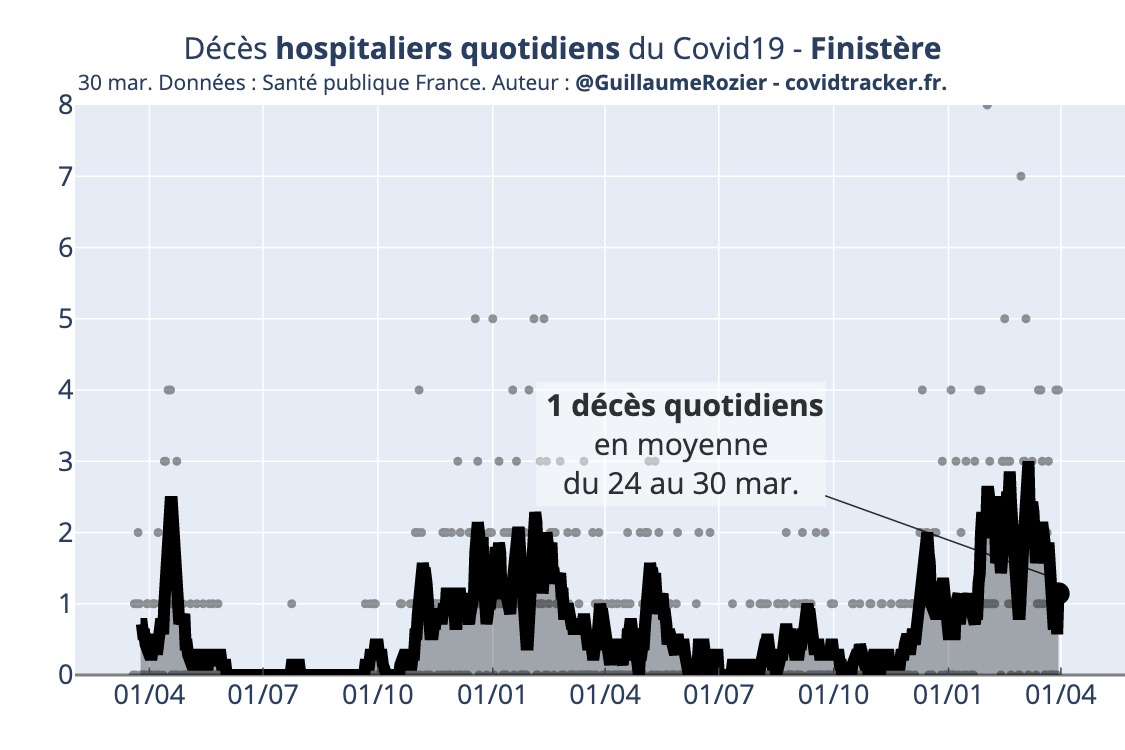 Décès hospitaliers quotidiens du Covid19 - Finistère
30 mar. Données : Santé publique France. Auteur : @GuillaumeRozier - covidtracker.fr.
8
7
6
5
4
3
2
1
0
1 décès quotidiens
en moyenne
du 24 au 30 mar.
01/04 01/07 01/10 01/01 01/04 01/07 01/10 01/01 01/04